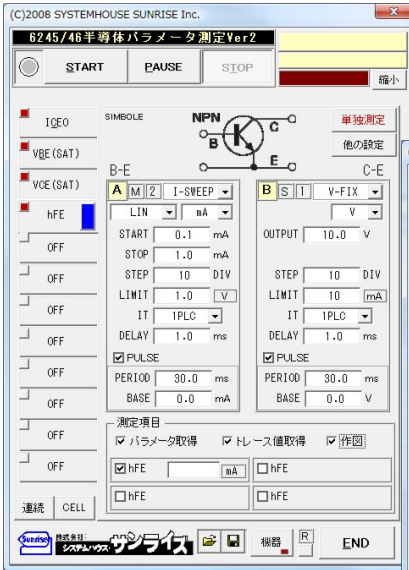 (C)2008 SYSTEMHOUSE SUNRISE Inc.
6245/46半導体パラメータ測定Ver2
START PAUSE STOP
縮小
ICEO
VBE(SAT)
VCE(SAT)
hFE
OFF
OFF
OFF
OFF
OFF
OFF
OFF
OFF
連続 CELL
SIMBOLE NPN C B K E
単独測定
他の設定
B-E C-E
A M 2 I-SWEEP
LIN mA
START 0.1 mA
STOP 1.0 mA
STEP 10 DIV
LIMIT 1.0 V
IT 1PLC
DELAY 1.0 ms
PULSE
PERIOD 30.0 ms
BASE 0.0 mA
B S 1 V-FIX
V
OUTPUT 10.0 V
STEP 10 DIV
LIMIT 10 mA
IT 1PLC
DELAY 1.0 ms
PULSE
PERIOD 30.0 ms
BASE 0.0 V
測定項目
パラメータ取得 トレース値取得 作図
hFE mA hFE
hFE hFE
Sunrise 株式会社 システムハウス サンライズ 機器 R END